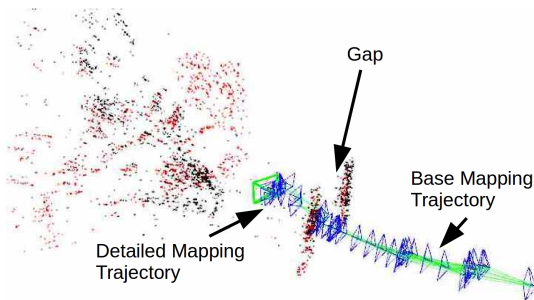 Gap
Base Mapping
Trajectory
Detailed Mapping
Trajectory